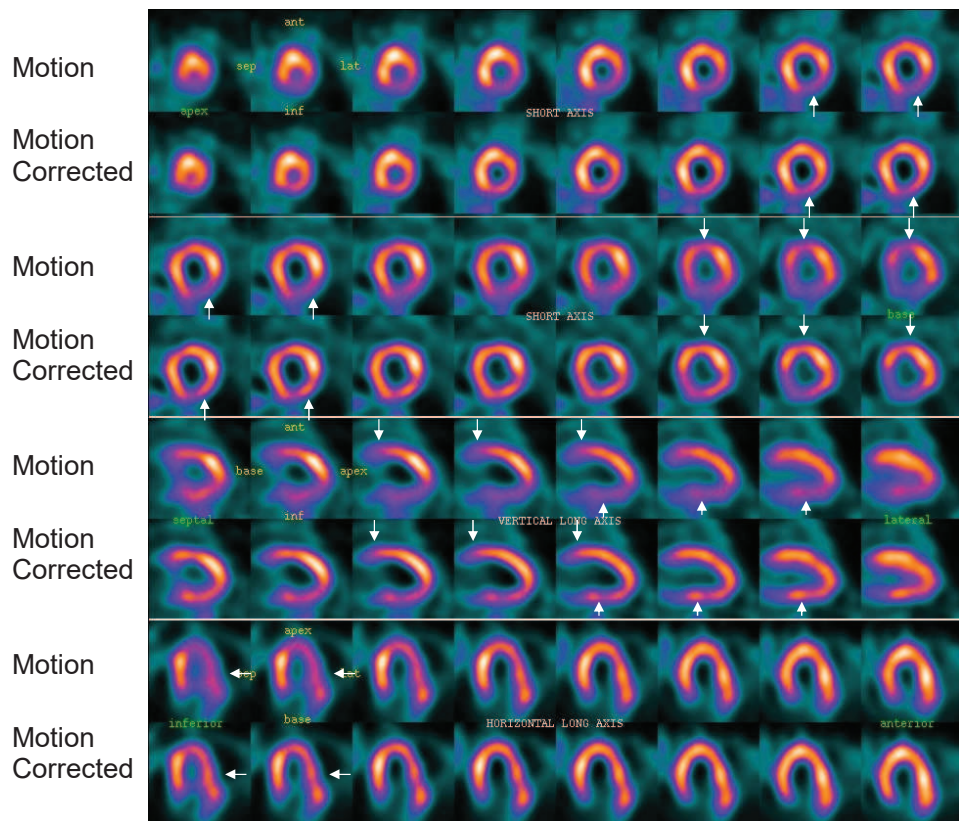 ant
Motion
sep
lat
apex
inf
SHORT AXIS
Motion
Corrected
Motion
SHORT AXIS
base
Motion
Corrected
ant
Motion
base
apex
septal
inf
VERTICAL LONG AXIS
lateral
Motion
Corrected
apex
Motion
sep
lat
inferior
base
HORIZONTAL LONG AXIS
anterior
Motion
Corrected